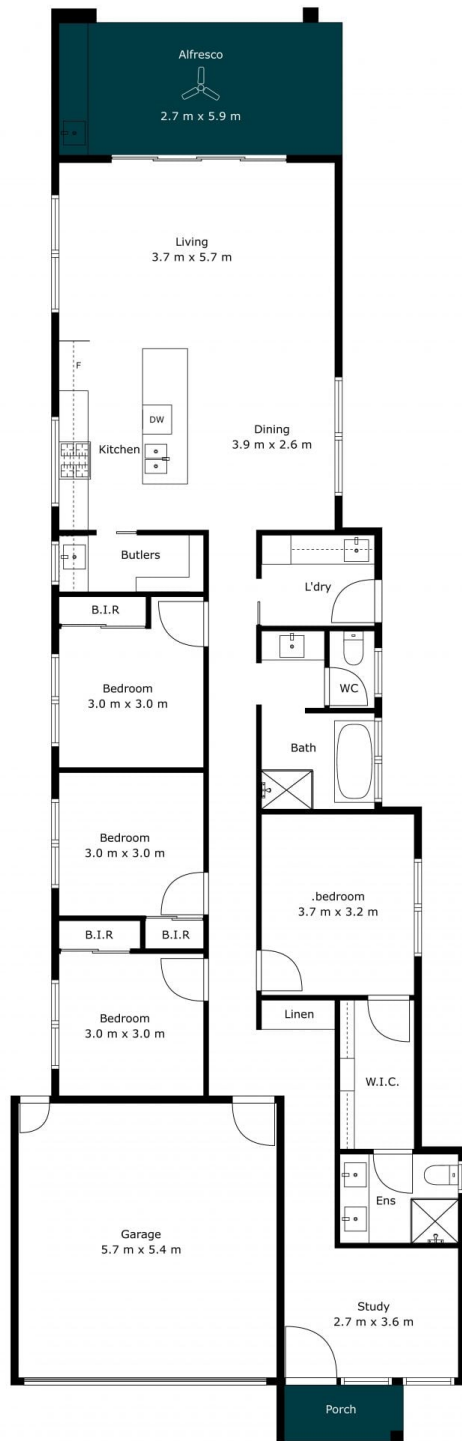 Alfresco
2.7 m x 5.9 m
Living
3.7 m x 5.7 m
F
DW
Kitchen
Dining
3.9 m x 2.6 m
Butlers
L'dry
B.I.R
Bedroom
3.0 m x 3.0 m
WC
Bath
Bedroom
3.0 m x 3.0 m
.bedroom
3.7 m x 3.2 m
B.I.R
B.I.R
Bedroom
3.0 m x 3.0 m
Linen
W.I.C.
Ens
Garage
5.7 m x 5.4 m
Study
2.7 m x 3.6 m
Porch